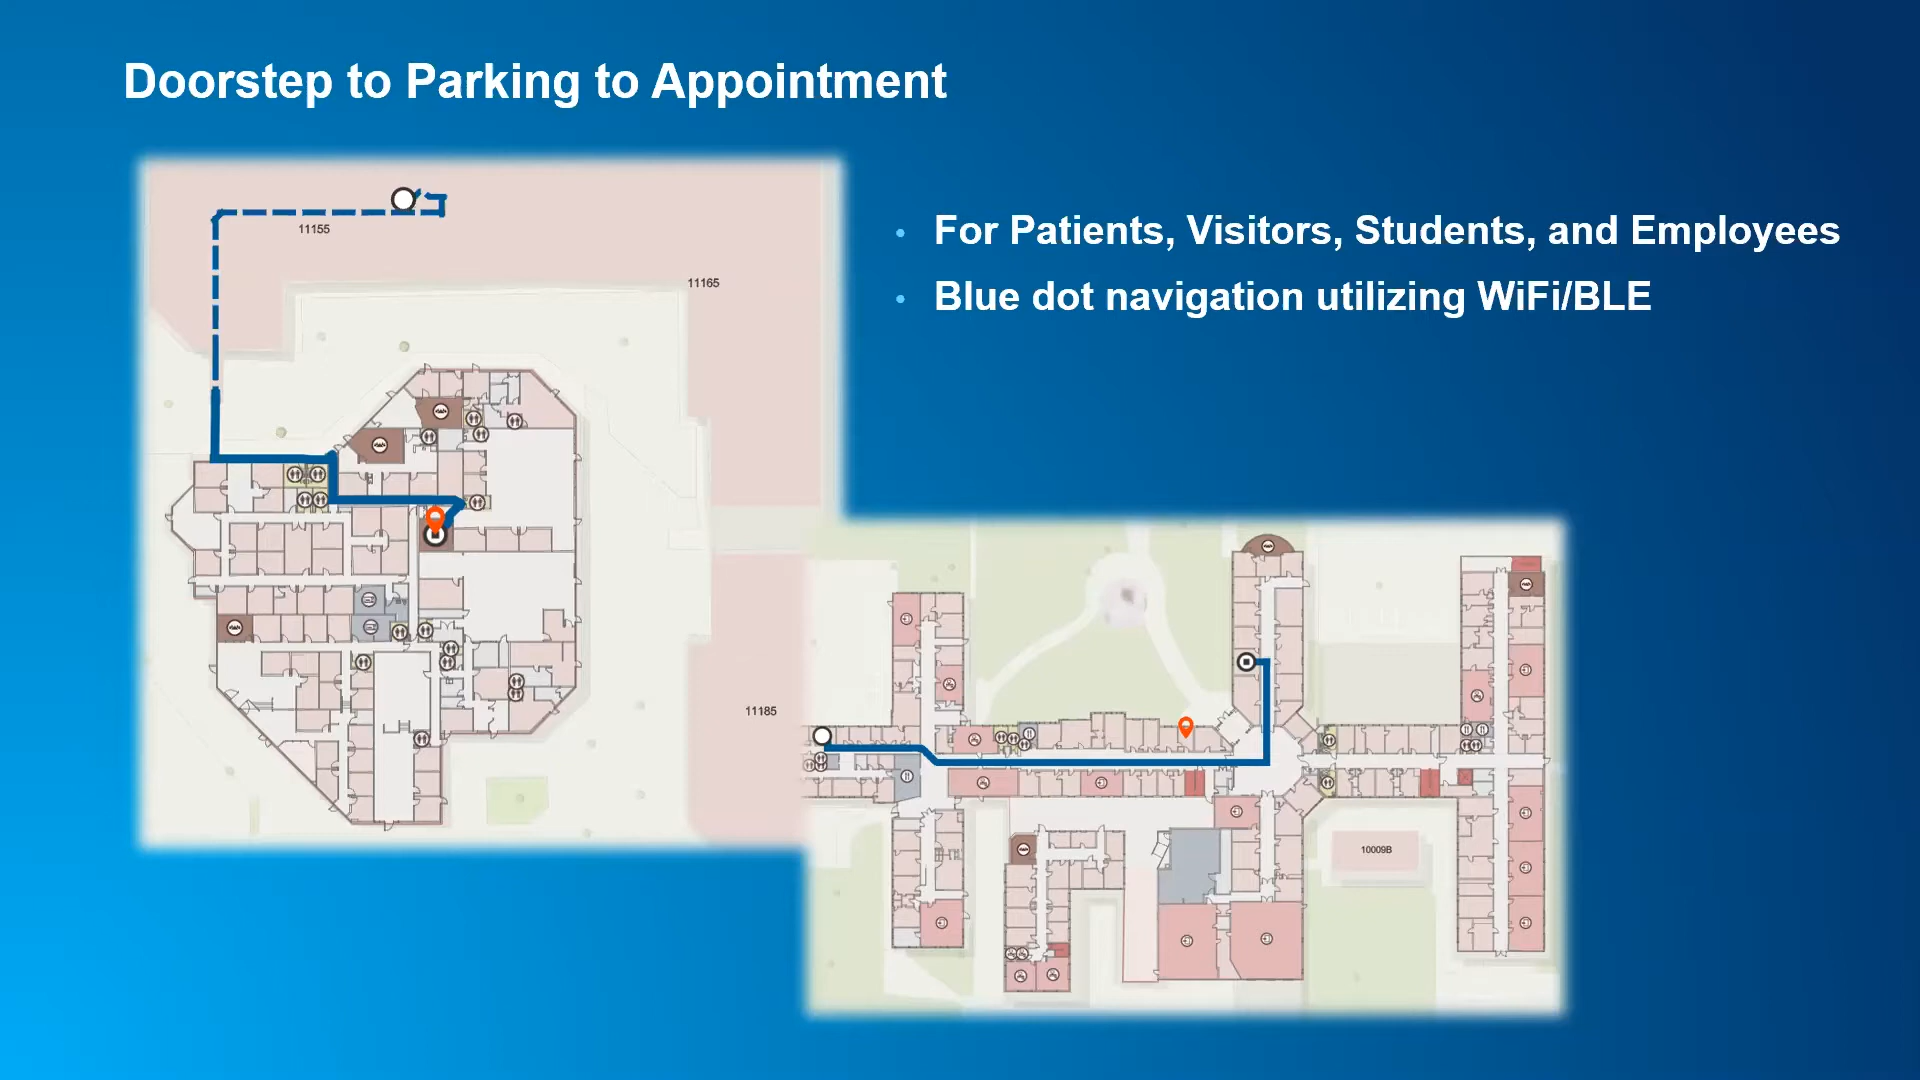 Doorstep to Parking to Appointment
11155
11165
• For Patients, Visitors, Students, and Employees
• Blue dot navigation utilizing WiFi/BLE
11185
10009B